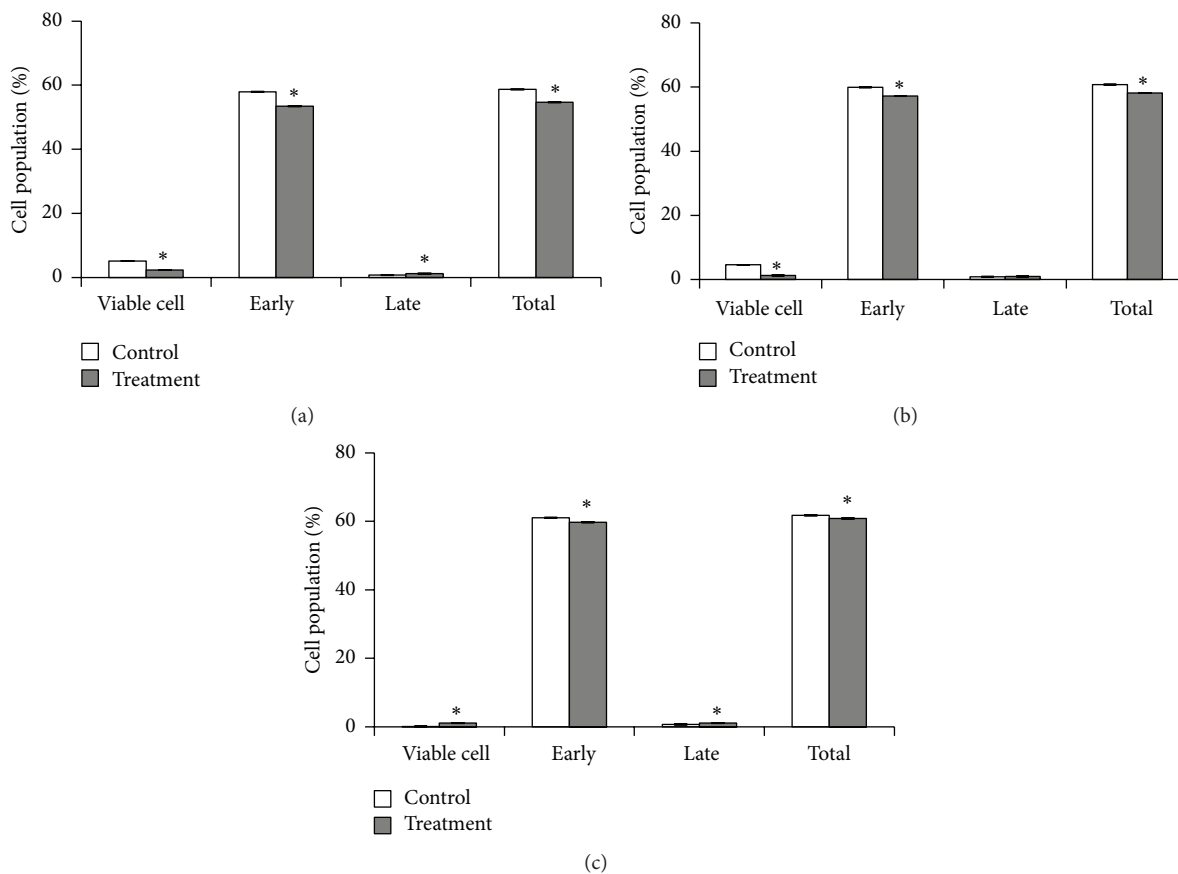 80
60
40
20
0
Cell population (%)
*
*
*
*
Viable cell Early Late Total
Control
Treatment
(a)
80
60
40
20
0
Cell population (%)
*
*
*
Viable cell Early Late Total
Control
Treatment
(b)
80
60
40
20
0
Cell population (%)
*
*
*
*
Viable cell Early Late Total
Control
Treatment
(c)